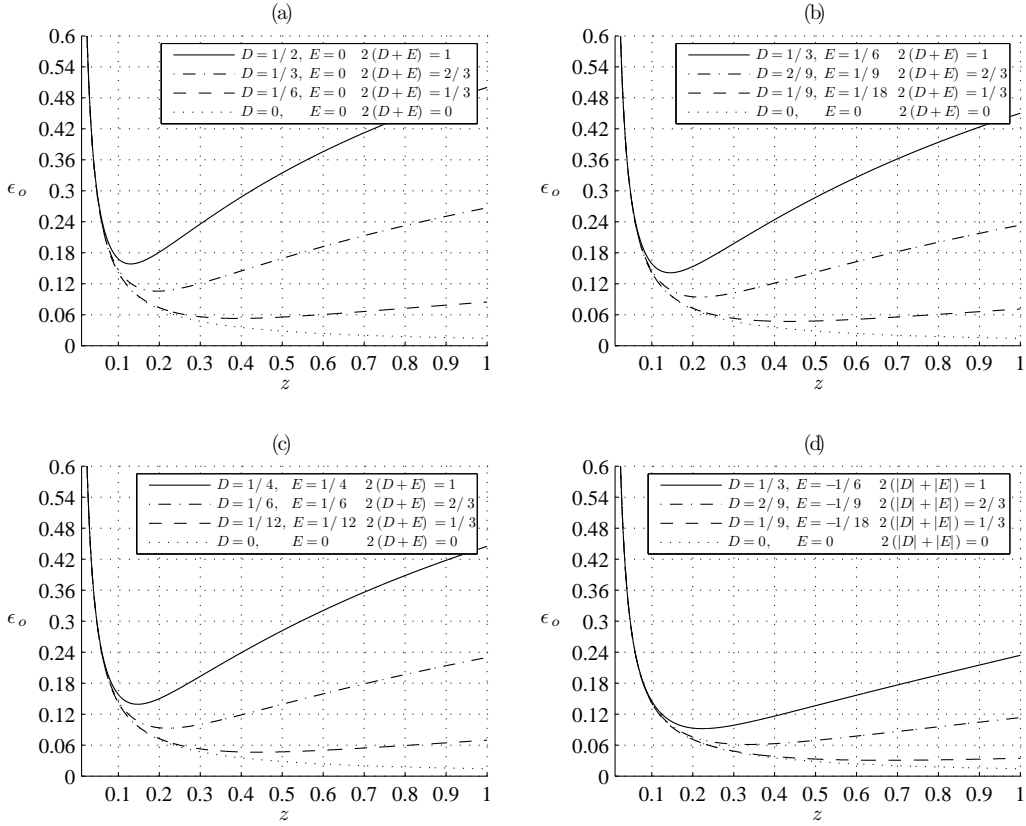 (a)
0.6
0.54
0.48
0.42
0.36
0.3
0.24
0.18
0.12
0.06
0
ϵ_o
D=1/2, E=0 2(D+E)=1
D=1/3, E=0 2(D+E)=2/3
D=1/6, E=0 2(D+E)=1/3
D=0, E=0 2(D+E)=0
0.1 0.2 0.3 0.4 0.5 0.6 0.7 0.8 0.9 1
z
(b)
0.6
0.54
0.48
0.42
0.36
0.3
0.24
0.18
0.12
0.06
0
ϵ_o
D=1/3, E=1/6 2(D+E)=1
D=2/9, E=1/9 2(D+E)=2/3
D=1/9, E=1/18 2(D+E)=1/3
D=0, E=0 2(D+E)=0
0.1 0.2 0.3 0.4 0.5 0.6 0.7 0.8 0.9 1
z
(c)
0.6
0.54
0.48
0.42
0.36
0.3
0.24
0.18
0.12
0.06
0
ϵ_o
D=1/4, E=1/4 2(D+E)=1
D=1/6, E=1/6 2(D+E)=2/3
D=1/12, E=1/12 2(D+E)=1/3
D=0, E=0 2(D+E)=0
0.1 0.2 0.3 0.4 0.5 0.6 0.7 0.8 0.9 1
z
(d)
0.6
0.54
0.48
0.42
0.36
0.3
0.24
0.18
0.12
0.06
0
ϵ_o
D=1/3, E=−1/6 2(|D|+|E|)=1
D=2/9, E=−1/9 2(|D|+|E|)=2/3
D=1/9, E=−1/18 2(|D|+|E|)=1/3
D=0, E=0 2(|D|+|E|)=0
0.1 0.2 0.3 0.4 0.5 0.6 0.7 0.8 0.9 1
z